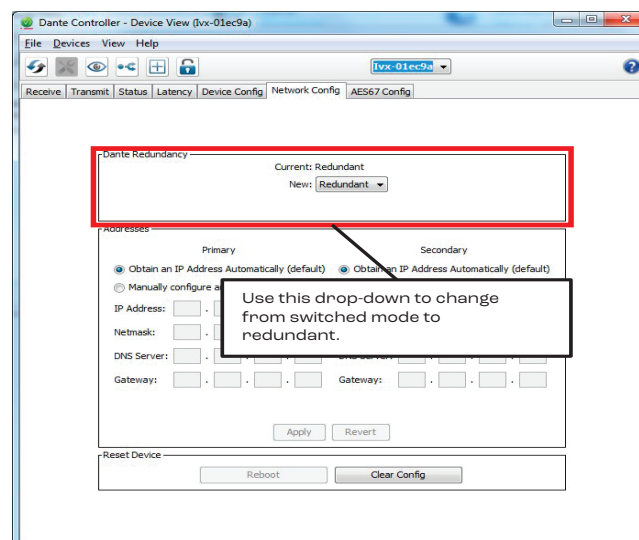 Dante Controller - Device View (Ivx-01ec9a)
File Devices View Help
Ivx-01ec9a
?
Receive Transmit Status Latency Device Config Network Config AES67 Config
Dante Redundancy
Current: Redundant
New: Redundant
Addresses
Primary Secondary
Obtain an IP Address Automatically (default) Obtain an IP Address Automatically (default)
Manually configure
Use this drop-down to change
from switched mode to
redundant.
IP Address:
Netmask:
DNS Server:
Gateway: Gateway:
Apply Revert
Reset Device
Reboot Clear Config